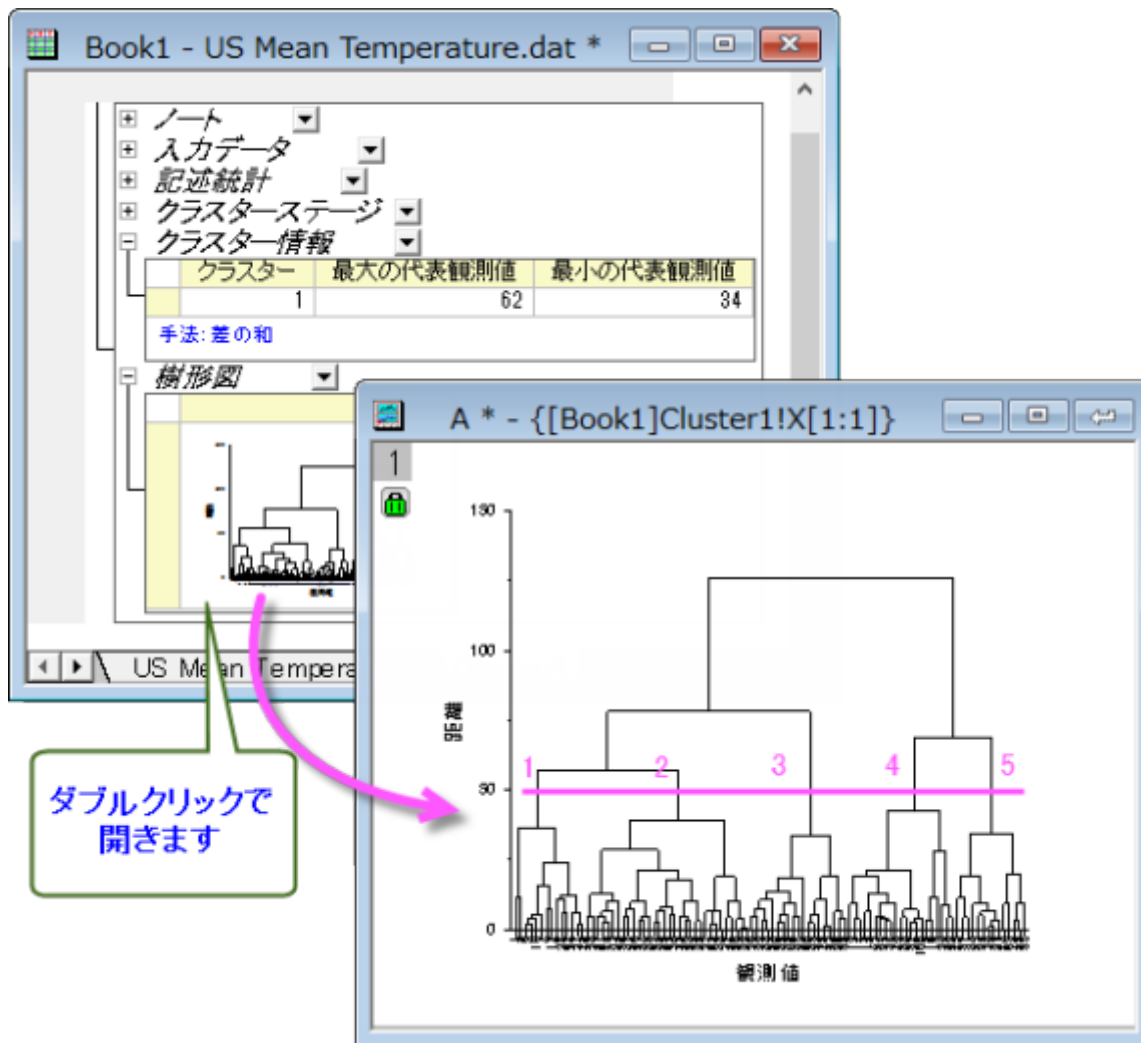 Book1 - US Mean Temperature.dat *
ノート
入力データ
記述統計
クラスターステージ
クラスター情報
クラスター 最大の代表観測値 最小の代表観測値
1 62 34
手法: 差の和
樹形図
US Mean Tempera
ダブルクリックで
開きます
A * - {[Book1]Cluster1!X[1:1]}
1
150
100
50
0
距離
1 2 3 4 5
観測値